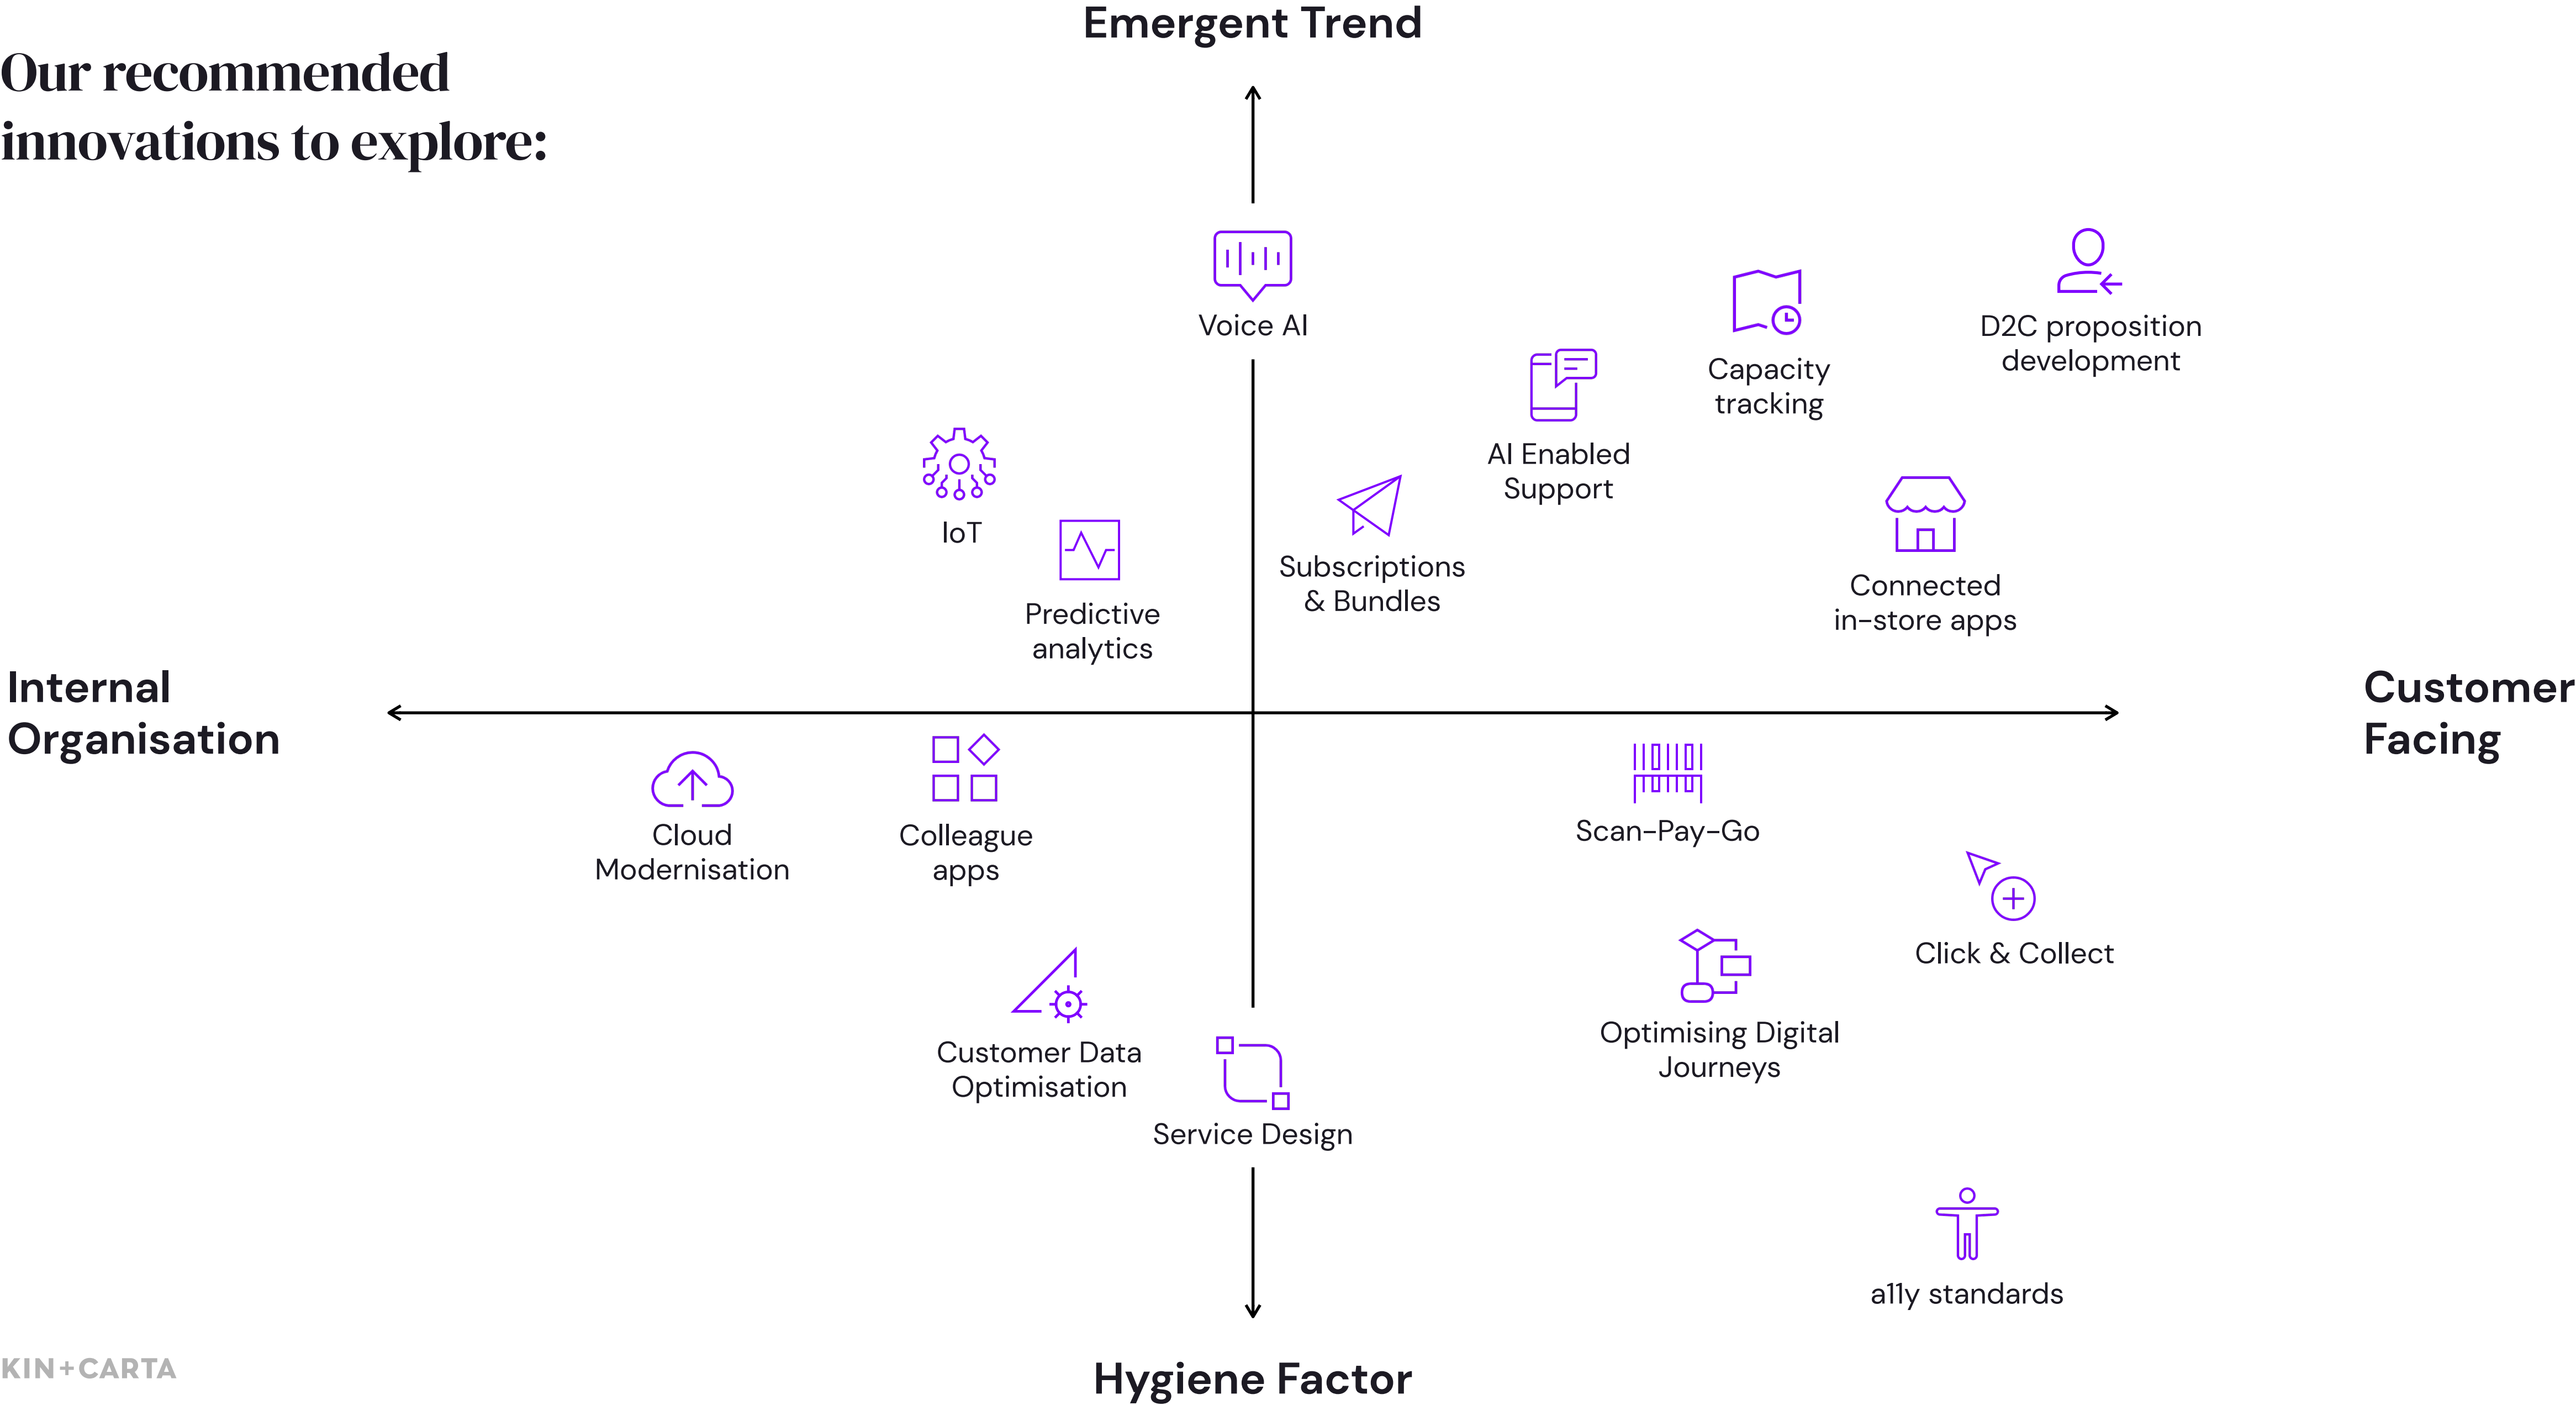 Emergent Trend
Our recommended
innovations to explore:
Voice AI
D2C proposition
development
Capacity
tracking
AI Enabled
Support
IoT
Subscriptions
& Bundles
Connected
in-store apps
Predictive
analytics
Internal
Organisation
Customer
Facing
Cloud
Modernisation
Colleague
apps
Scan-Pay-Go
Click & Collect
Optimising Digital
Journeys
Customer Data
Optimisation
Service Design
a11y standards
KIN+CARTA
Hygiene Factor